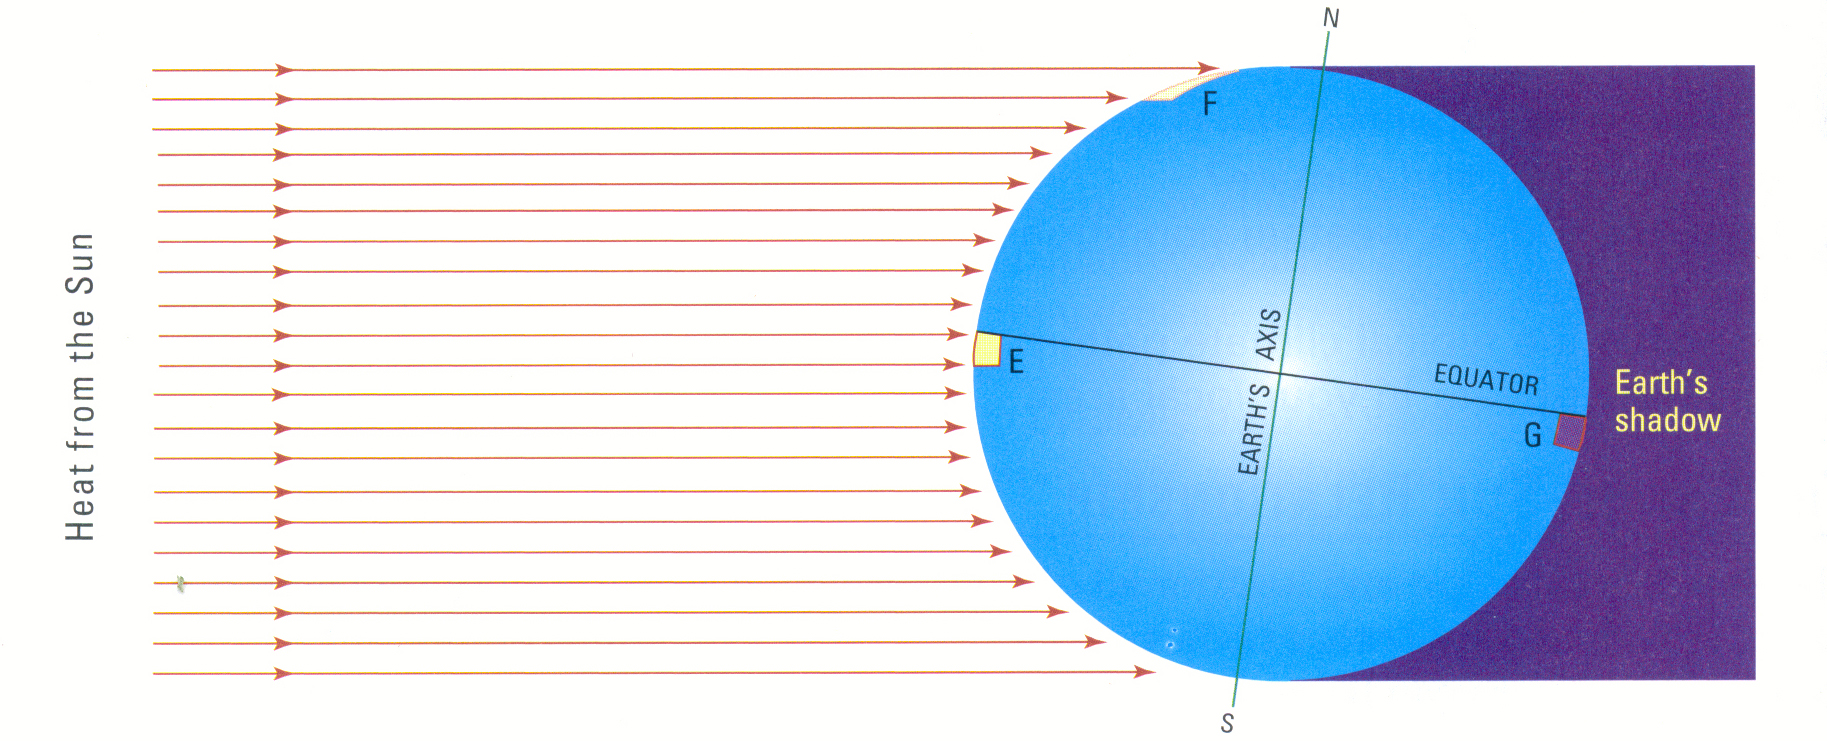 N
F
Heat from the Sun
E
EARTH'S AXIS
EQUATOR
G
Earth's
shadow
S